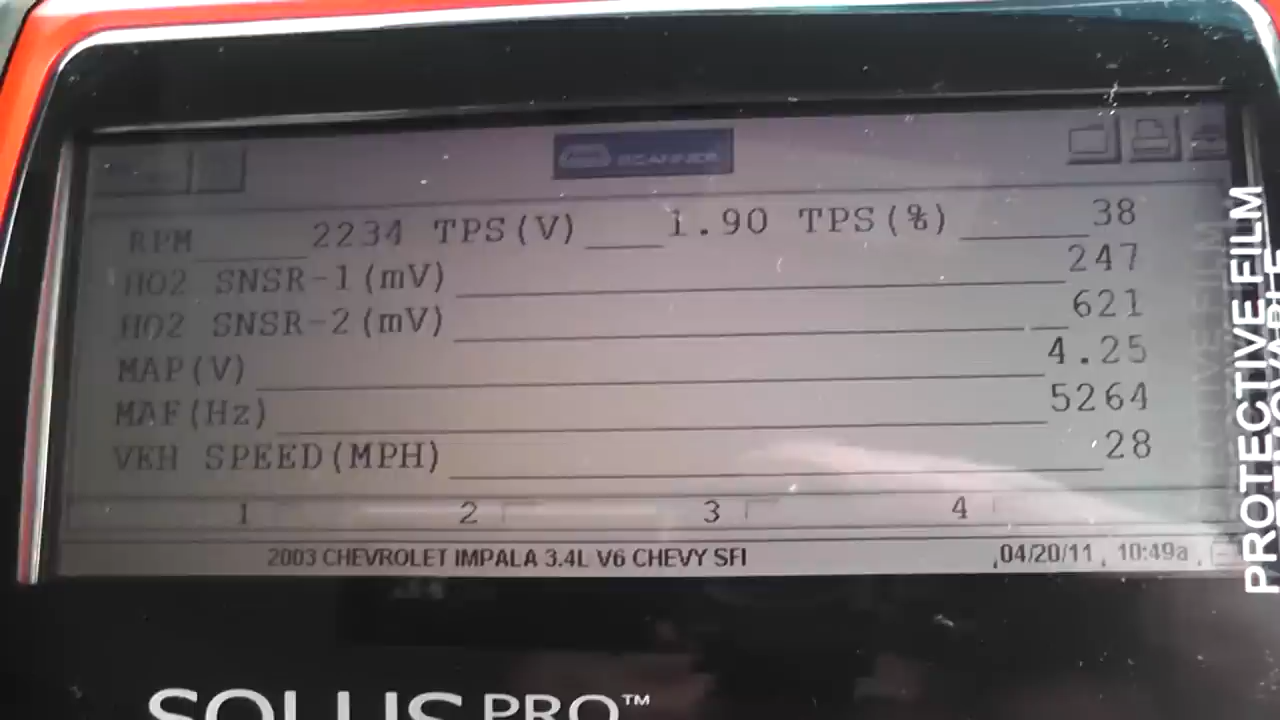 SCANNER
RPM 2234 TPS(V) 1.90 TPS(%) 38
HO2 SNSR-1(mV) 247
HO2 SNSR-2(mV) 621
MAP(V) 4.25
MAF(Hz) 5264
VEH SPEED(MPH) 28
1 2 3 4
2003 CHEVROLET IMPALA 3.4L V6 CHEVY SFI 04/20/11 10:49a
SOLUS PRO™
PROTECTIVE FILM